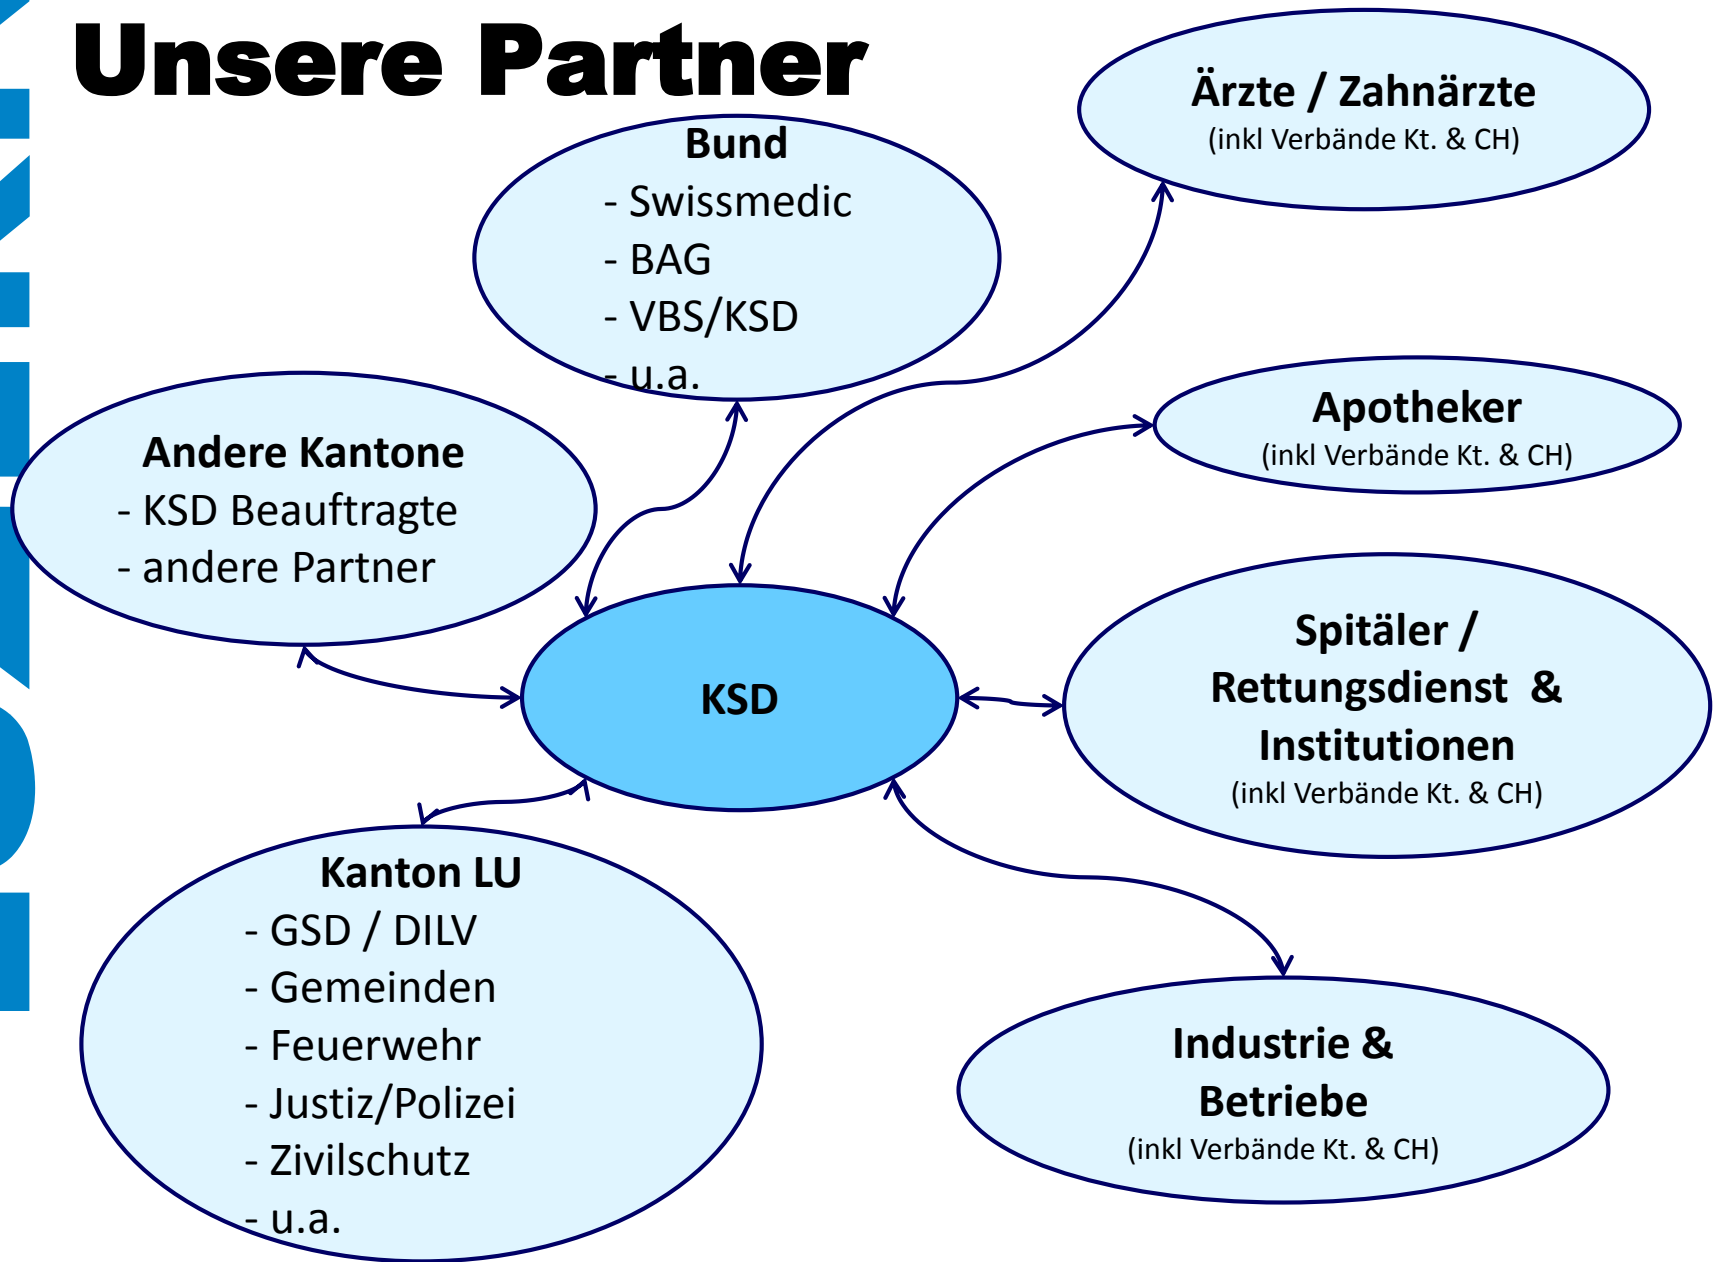 Unsere Partner
Ärzte / Zahnärzte
(inkl Verbände Kt. & CH)
Bund
- Swissmedic
- BAG
- VBS/KSD
- u.a.
Apotheker
(inkl Verbände Kt. & CH)
Andere Kantone
- KSD Beauftragte
- andere Partner
Spitäler /
Rettungsdienst &
Institutionen
(inkl Verbände Kt. & CH)
KSD
Kanton LU
- GSD / DILV
- Gemeinden
- Feuerwehr
- Justiz/Polizei
- Zivilschutz
- u.a.
Industrie &
Betriebe
(inkl Verbände Kt. & CH)